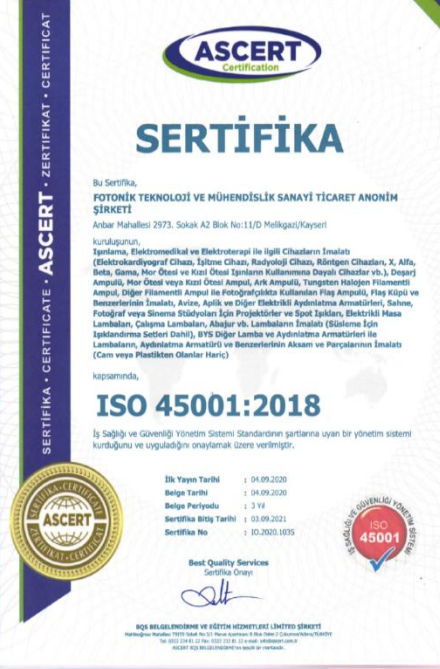 ASCERT
Certification
SERTİFİKA
Bu Sertifika,
FOTONİK TEKNOLOJİ VE MÜHENDİSLİK SANAYİ TİCARET ANONİM
ŞİRKETİ
Anbar Mahallesi 2973. Sokak A2 Blok No:11/D Melikgazi/Kayseri
kuruluşunun,
Işınlama, Elektromedikal ve Elektroterapi ile ilgili Cihazların İmalatı
(Elektrokardiyograf Cihazı, İşitme Cihazı, Radyoloji Cihazı, Röntgen Cihazları, X, Alfa,
Beta, Gama, Mor Ötesi ve Kızıl Ötesi Işınların Kullanımına Dayalı Cihazlar vb.), Deşarj
Ampulü, Mor Ötesi veya Kızıl Ötesi Ampul, Ark Ampulü, Tungsten Halojen Filamentli
Ampul, Diğer Filamentli Ampul ile Fotoğrafçılıkta Kullanılan Flaş Ampulü, Flaş Küpü ve
Benzerlerinin İmalatı, Avize, Aplik ve Diğer Elektrikli Aydınlatma Armatürleri, Sahne,
Fotoğraf veya Sinema Stüdyoları İçin Projektörler ve Spot Işıkları, Elektrikli Masa
Lambaları, Çalışma Lambaları, Abajur vb. Lambaların İmalatı (Süsleme İçin
Işıklandırma Setleri Dahil), BYS Diğer Lamba ve Aydınlatma Armatürleri ile
Lambaların, Aydınlatma Armatürü ve Benzerlerinin Aksam ve Parçalarının İmalatı
(Cam veya Plastikten Olanlar Hariç)
kapsamında,
ISO 45001:2018
İş Sağlığı ve Güvenliği Yönetim Sistemi Standardının şartlarına uyan bir yönetim sistemi
kurduğunu ve uyguladığını onaylamak üzere verilmiştir.
İlk Yayın Tarihi : 04.09.2020
Belge Tarihi : 04.09.2020
Belge Periyodu : 3 Yıl
Sertifika Bitiş Tarihi : 03.09.2021
Sertifika No : IO.2020.1035
Best Quality Services
Sertifika Onayı
SERTİFİKA • CERTIFICATE • ASCERT • ZERTIFIKAT • CERTIFICAT
ASCERT
İŞ SAĞLIĞI VE GÜVENLİĞİ YÖNETİM SİSTEMİ
ISO
45001
BQS BELGELENDİRME VE EĞİTİM HİZMETLERİ LİMİTED ŞİRKETİ